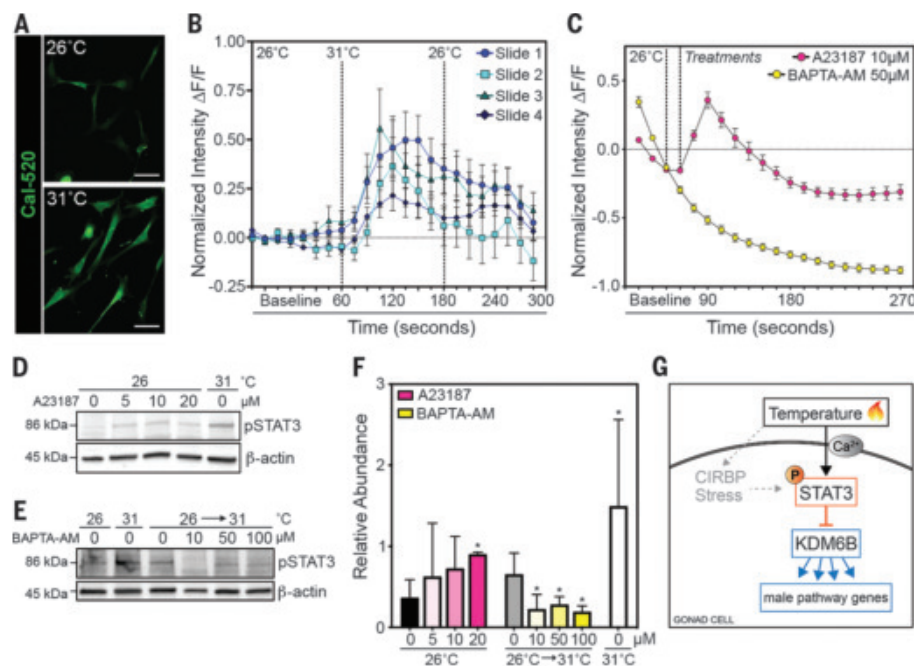 A
Cal-520
26˚C
31˚C
B
Normalized Intensity ΔF/F
1.00
0.75
0.50
0.25
0.00
-0.25
26˚C
31˚C
26˚C
Slide 1
Slide 2
Slide 3
Slide 4
Baseline 60 120 180 240 300
Time (seconds)
C
Normalized Intensity ΔF/F
0.5
0.0
-0.5
-1.0
26˚C
Treatments
A23187 10μM
BAPTA-AM 50μM
Baseline 90 180 270
Time (seconds)
D
26 31 ˚C
A23187 0 5 10 20 0 μM
86 kDa pSTAT3
45 kDa β-actin
E
26 31 26 → 31 ˚C
BAPTA-AM 0 0 0 10 50 100 μM
86 kDa pSTAT3
45 kDa β-actin
F
Relative Abundance
3
2
1
0
A23187
BAPTA-AM
* * * * *
0 5 10 20 0 10 50 100 0 μM
26˚C 26˚C→31˚C 31˚C
G
Temperature
Ca²⁺
CIRBP
Stress
P
STAT3
KDM6B
male pathway genes
GONAD CELL